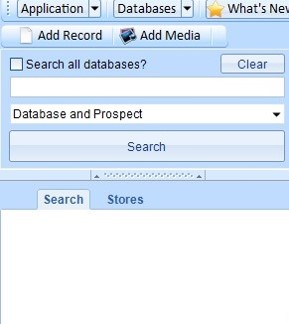 Application Databases What's Nev
Add Record Add Media
Search all databases? Clear
Database and Prospect
Search
Search Stores